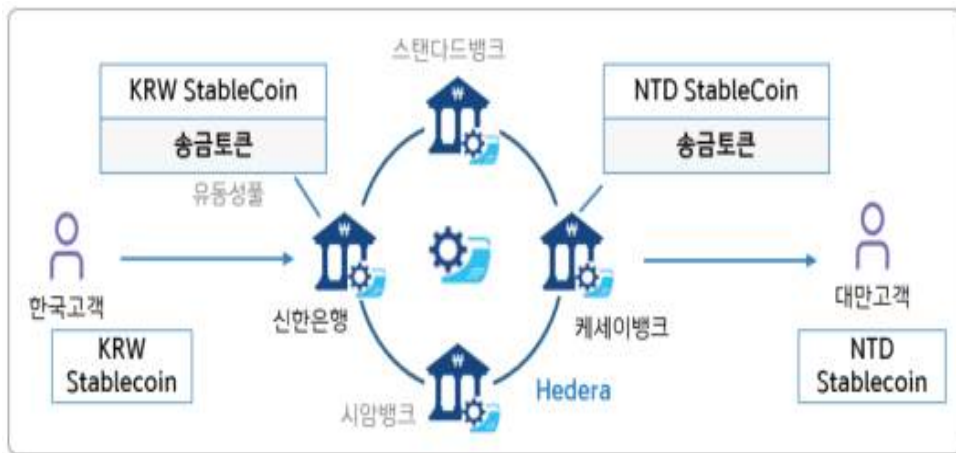 스탠다드뱅크
KRW StableCoin
송금토큰
유동성풀
NTD StableCoin
송금토큰
한국고객
KRW
Stablecoin
신한은행
케세이뱅크
대만고객
NTD
Stablecoin
시암뱅크
Hedera